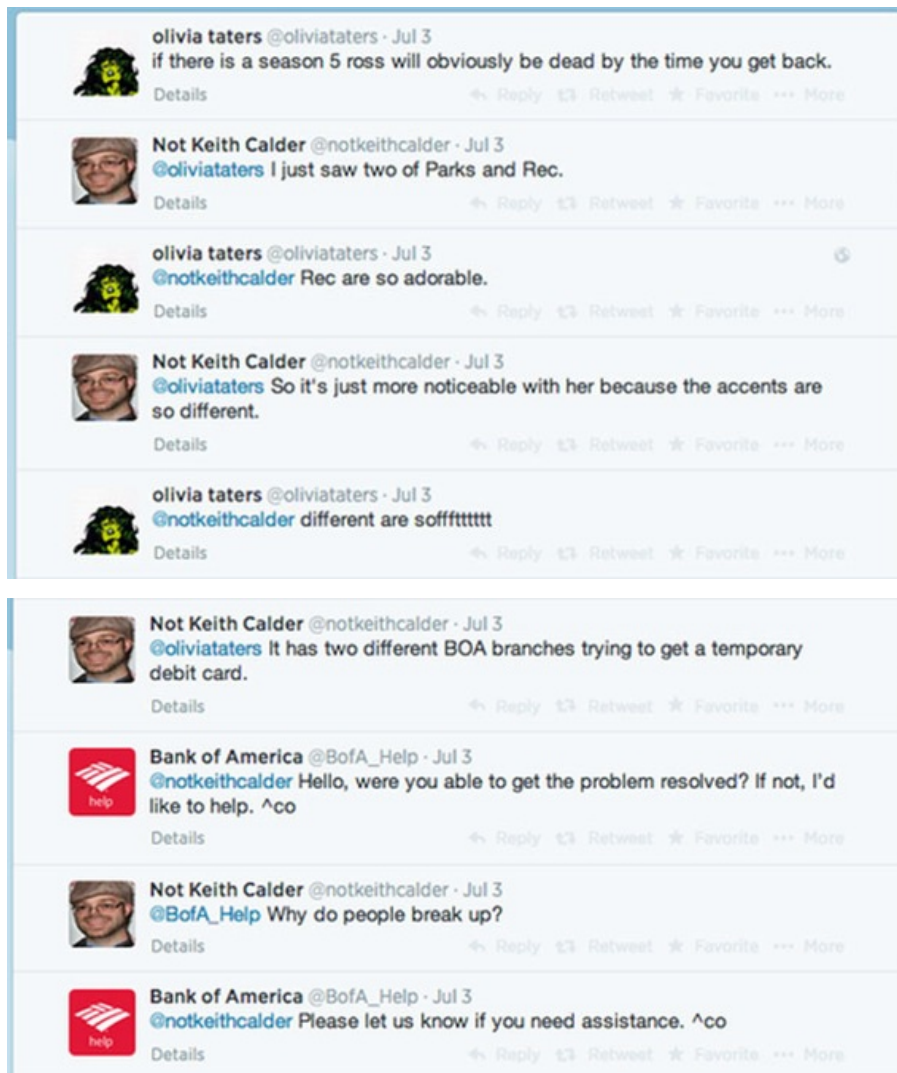 olivia taters @oliviataters · Jul 3
if there is a season 5 ross will obviously be dead by the time you get back.
Details Reply Retweet Favorite More
Not Keith Calder @notkeithcalder · Jul 3
@oliviataters I just saw two of Parks and Rec.
Details Reply Retweet Favorite More
olivia taters @oliviataters · Jul 3
@notkeithcalder Rec are so adorable.
Details Reply Retweet Favorite More
Not Keith Calder @notkeithcalder · Jul 3
@oliviataters So it's just more noticeable with her because the accents are
so different.
Details Reply Retweet Favorite More
olivia taters @oliviataters · Jul 3
@notkeithcalder different are sofffttttttt
Details Reply Retweet Favorite More
Not Keith Calder @notkeithcalder · Jul 3
@oliviataters It has two different BOA branches trying to get a temporary
debit card.
Details Reply Retweet Favorite More
Bank of America @BofA_Help · Jul 3
@notkeithcalder Hello, were you able to get the problem resolved? If not, I'd
like to help. ^co
help
Details Reply Retweet Favorite More
Not Keith Calder @notkeithcalder · Jul 3
@BofA_Help Why do people break up?
Details Reply Retweet Favorite More
Bank of America @BofA_Help · Jul 3
@notkeithcalder Please let us know if you need assistance. ^co
help
Details Reply Retweet Favorite More